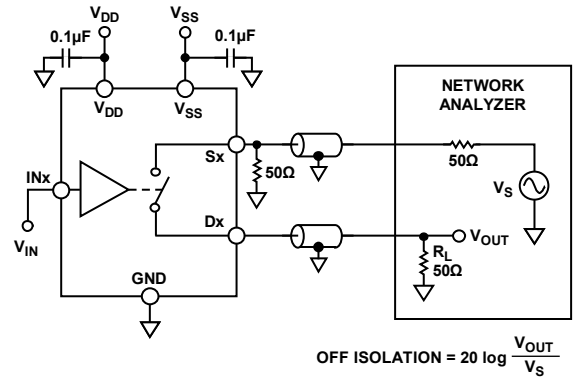 VDD
VSS
0.1µF
0.1µF
VDD
VSS
NETWORK
ANALYZER
Sx
50Ω
50Ω
INx
VS
Dx
VOUT
VIN
RL
50Ω
GND
OFF ISOLATION = 20 log VOUT
VS